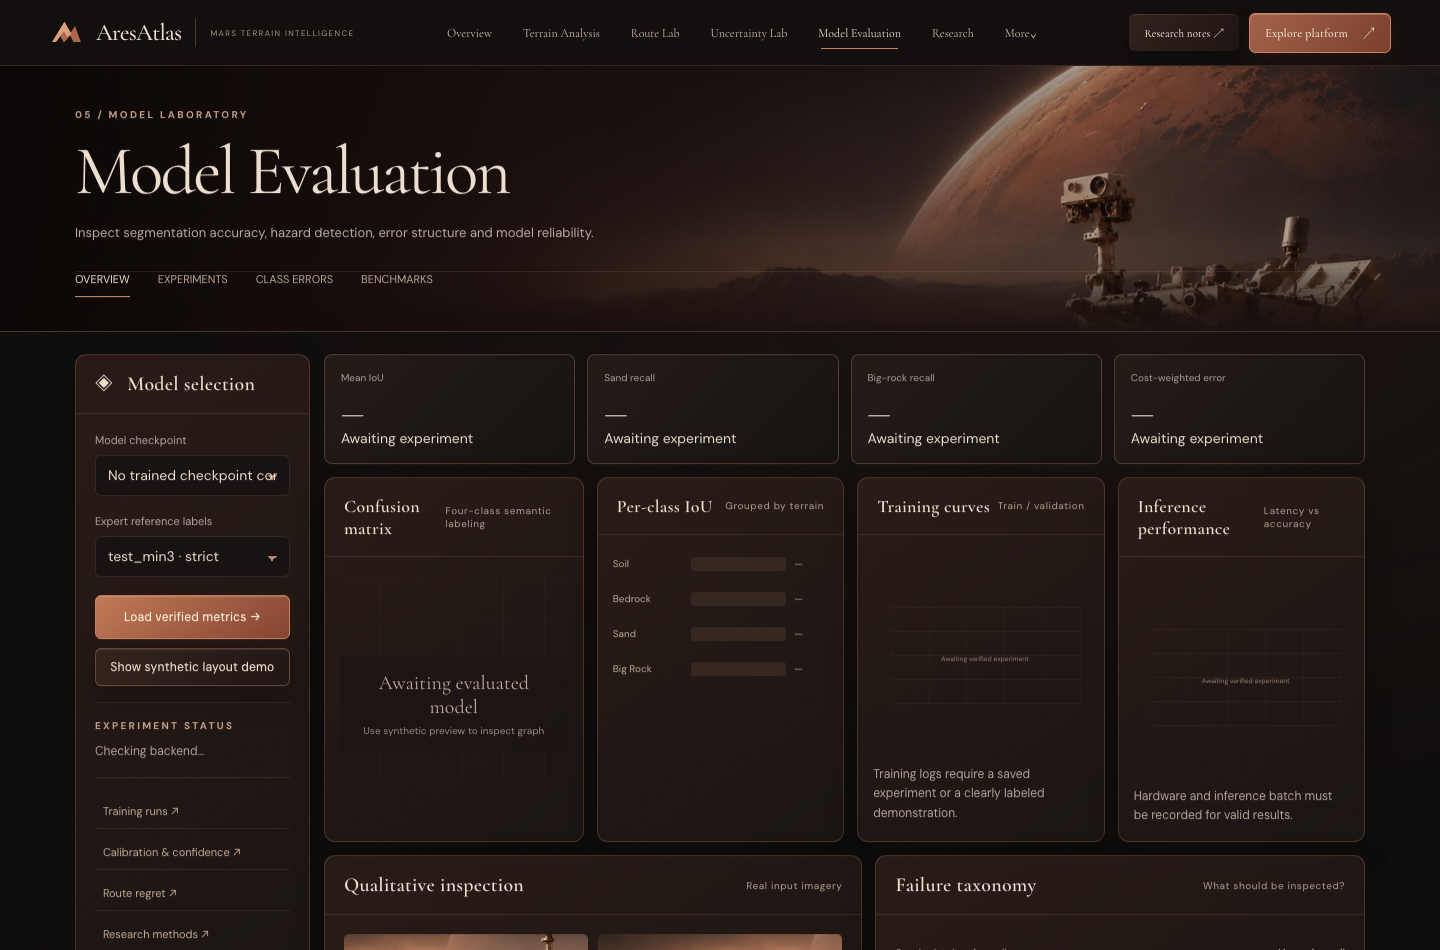 AresAtlas
MARS TERRAIN INTELLIGENCE
Overview
Terrain Analysis
Route Lab
Uncertainty Lab
Model Evaluation
Research
More
Research notes ↗
Explore platform ↗
05 / MODEL LABORATORY
Model Evaluation
Inspect segmentation accuracy, hazard detection, error structure and model reliability.
OVERVIEW
EXPERIMENTS
CLASS ERRORS
BENCHMARKS
Model selection
Model checkpoint
No trained checkpoint cor
Expert reference labels
test_min3 · strict
Load verified metrics →
Show synthetic layout demo
EXPERIMENT STATUS
Checking backend…
Training runs ↗
Calibration & confidence ↗
Route regret ↗
Research methods ↗
Mean IoU
—
Awaiting experiment
Sand recall
—
Awaiting experiment
Big-rock recall
—
Awaiting experiment
Cost-weighted error
—
Awaiting experiment
Confusion
matrix
Four-class semantic
labeling
Awaiting evaluated
model
Use synthetic preview to inspect graph
Per-class IoU
Grouped by terrain
Soil —
Bedrock —
Sand —
Big Rock —
Training curves
Train / validation
Awaiting verified experiment
Training logs require a saved
experiment or a clearly labeled
demonstration.
Inference
performance
Latency vs
accuracy
Awaiting verified experiment
Hardware and inference batch must
be recorded for valid results.
Qualitative inspection
Real input imagery
Failure taxonomy
What should be inspected?